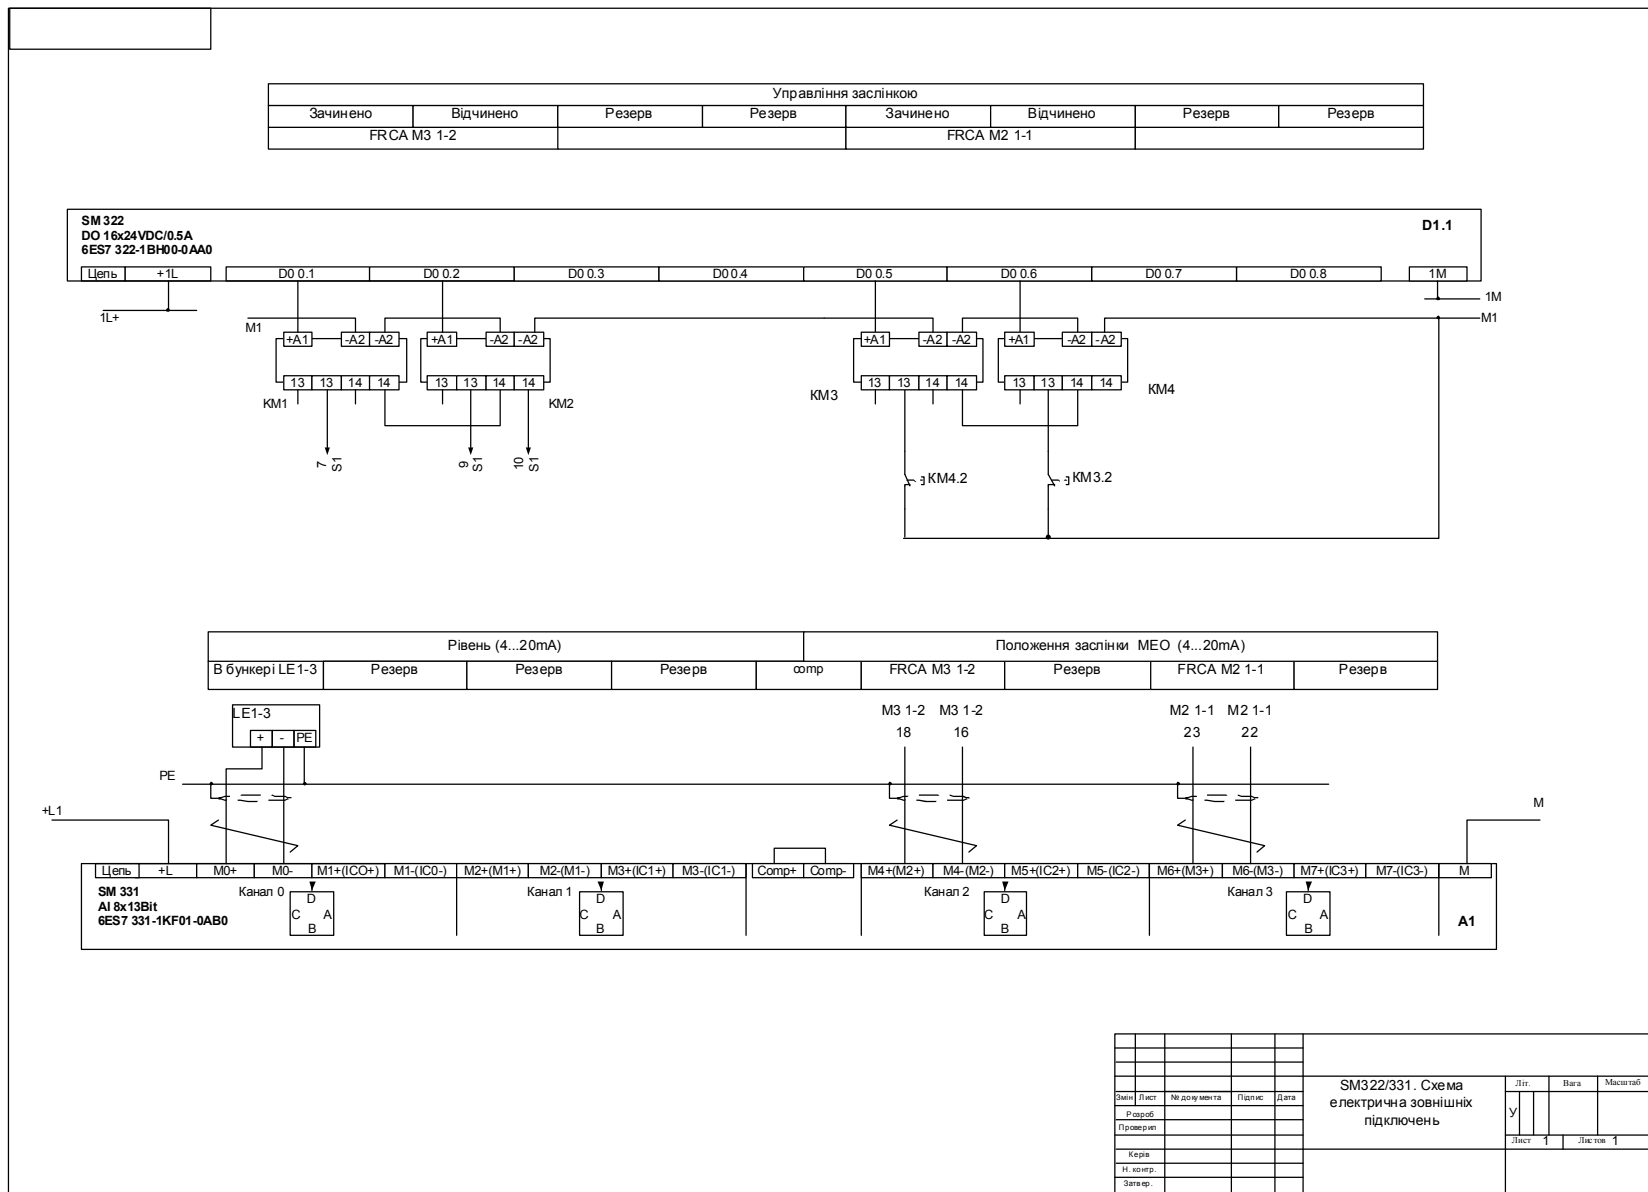 Управління заслінкою
Зачинено Відчинено Резерв Резерв Зачинено Відчинено Резерв Резерв
FRCA M3 1-2 FRCA M2 1-1
SM 322
DO 16x24VDC/0.5A
6ES7 322-1BH00-0AA0
D1.1
Цепь +1L D0 0.1 D0 0.2 D0 0.3 D0 0.4 D0 0.5 D0 0.6 D0 0.7 D0 0.8 1M
1L+ 1M
M1 M1
+A1 -A2 -A2 +A1 -A2 -A2 +A1 -A2 -A2 +A1 -A2 -A2
13 13 14 14 13 13 14 14 13 13 14 14 13 13 14 14
KM1 KM2 KM3 KM4
7 S1 9 S1 10 S1
KM4.2 KM3.2
Рівень (4...20mA) Положення заслінки МЕО (4...20mA)
В бункері LE1-3 Резерв Резерв Резерв comp FRCA M3 1-2 Резерв FRCA M2 1-1 Резерв
LE1-3 M3 1-2 M3 1-2 M2 1-1 M2 1-1
+ - PE 18 16 23 22
PE
+L1 M
Цепь +L M0+ M0- M1+(ICO+) M1-(IC0-) M2+(M1+) M2-(M1-) M3+(IC1+) M3-(IC1-) Comp+ Comp- M4+(M2+) M4-(M2-) M5+(IC2+) M5-(IC2-) M6+(M3+) M6-(M3-) M7+(IC3+) M7-(IC3-) M
SM 331
AI 8x13Bit
6ES7 331-1KF01-0AB0
Канал 0 Канал 1 Канал 2 Канал 3
D D D D
C A C A C A C A
B B B B
A1
SM322/331. Схема
електрична зовнішніх
підключень
Літ. Вага Масштаб
У
Лист 1 Листов 1
Змін Лист № документа Підпис Дата
Розроб
Проверил
Керів
Н. контр.
Затвер.